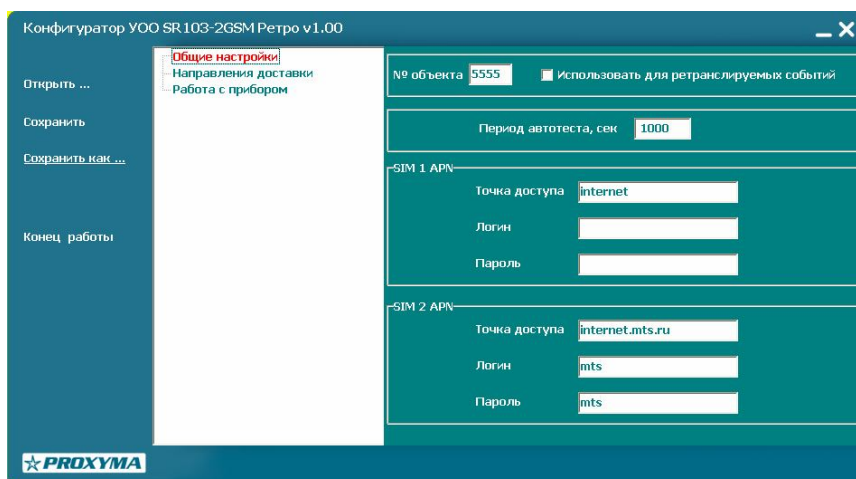 Конфигуратор УОО SR103-2GSM Ретро v1.00
Открыть ...
Сохранить
Сохранить как ...
Конец работы
Общие настройки
Направления доставки
Работа с прибором
№ объекта 5555 Использовать для ретранслируемых событий
Период автотеста, сек 1000
SIM 1 APN
Точка доступа internet
Логин
Пароль
SIM 2 APN
Точка доступа internet.mts.ru
Логин mts
Пароль mts
PROXYMA